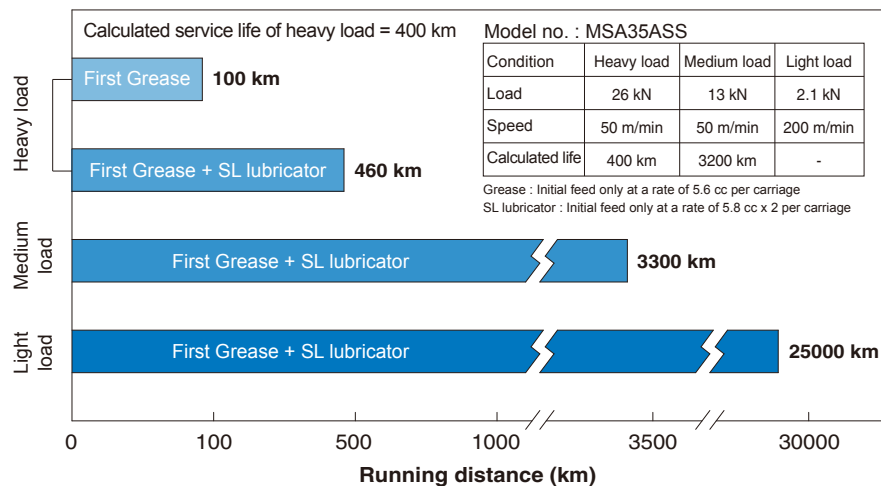 Calculated service life of heavy load = 400 km
Model no. : MSA35ASS
Condition Heavy load Medium load Light load
Load 26 kN 13 kN 2.1 kN
Speed 50 m/min 50 m/min 200 m/min
Calculated life 400 km 3200 km -
Grease : Initial feed only at a rate of 5.6 cc per carriage
SL lubricator : Initial feed only at a rate of 5.8 cc x 2 per carriage
Heavy load
First Grease 100 km
First Grease + SL lubricator 460 km
Medium
load
First Grease + SL lubricator 3300 km
Light
load
First Grease + SL lubricator 25000 km
0 100 500 1000 3500 30000
Running distance (km)